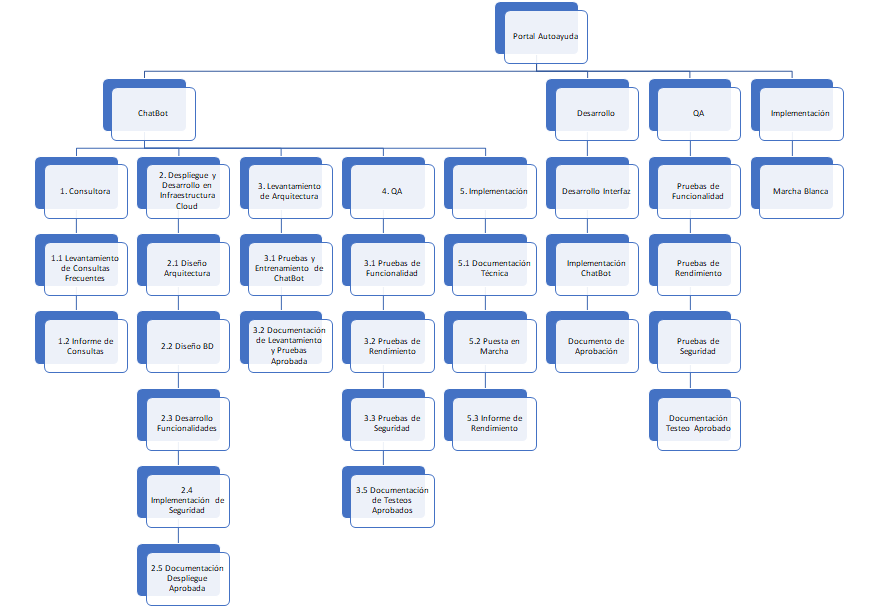 Portal Autoayuda
ChatBot
Desarrollo
QA
Implementación
1. Consultora
2. Despliegue y
Desarrollo en
Infraestructura
Cloud
3. Levantamiento
de Arquitectura
4. QA
5. Implementación
Desarrollo Interfaz
Pruebas de
Funcionalidad
Marcha Blanca
1.1 Levantamiento
de Consultas
Frecuentes
2.1 Diseño
Arquitectura
3.1 Pruebas y
Entrenamiento de
ChatBot
3.1 Pruebas de
Funcionalidad
5.1 Documentación
Técnica
Implementación
ChatBot
Pruebas de
Rendimiento
1.2 Informe de
Consultas
2.2 Diseño BD
3.2 Documentación
de Levantamiento
y Pruebas
Aprobada
3.2 Pruebas de
Rendimiento
5.2 Puesta en
Marcha
Documento de
Aprobación
Pruebas de
Seguridad
2.3 Desarrollo
Funcionalidades
3.3 Pruebas de
Seguridad
5.3 Informe de
Rendimiento
Documentación
Testeo Aprobado
2.4
Implementación de
Seguridad
3.5 Documentación
de Testeos
Aprobados
2.5 Documentación
Despliegue
Aprobada